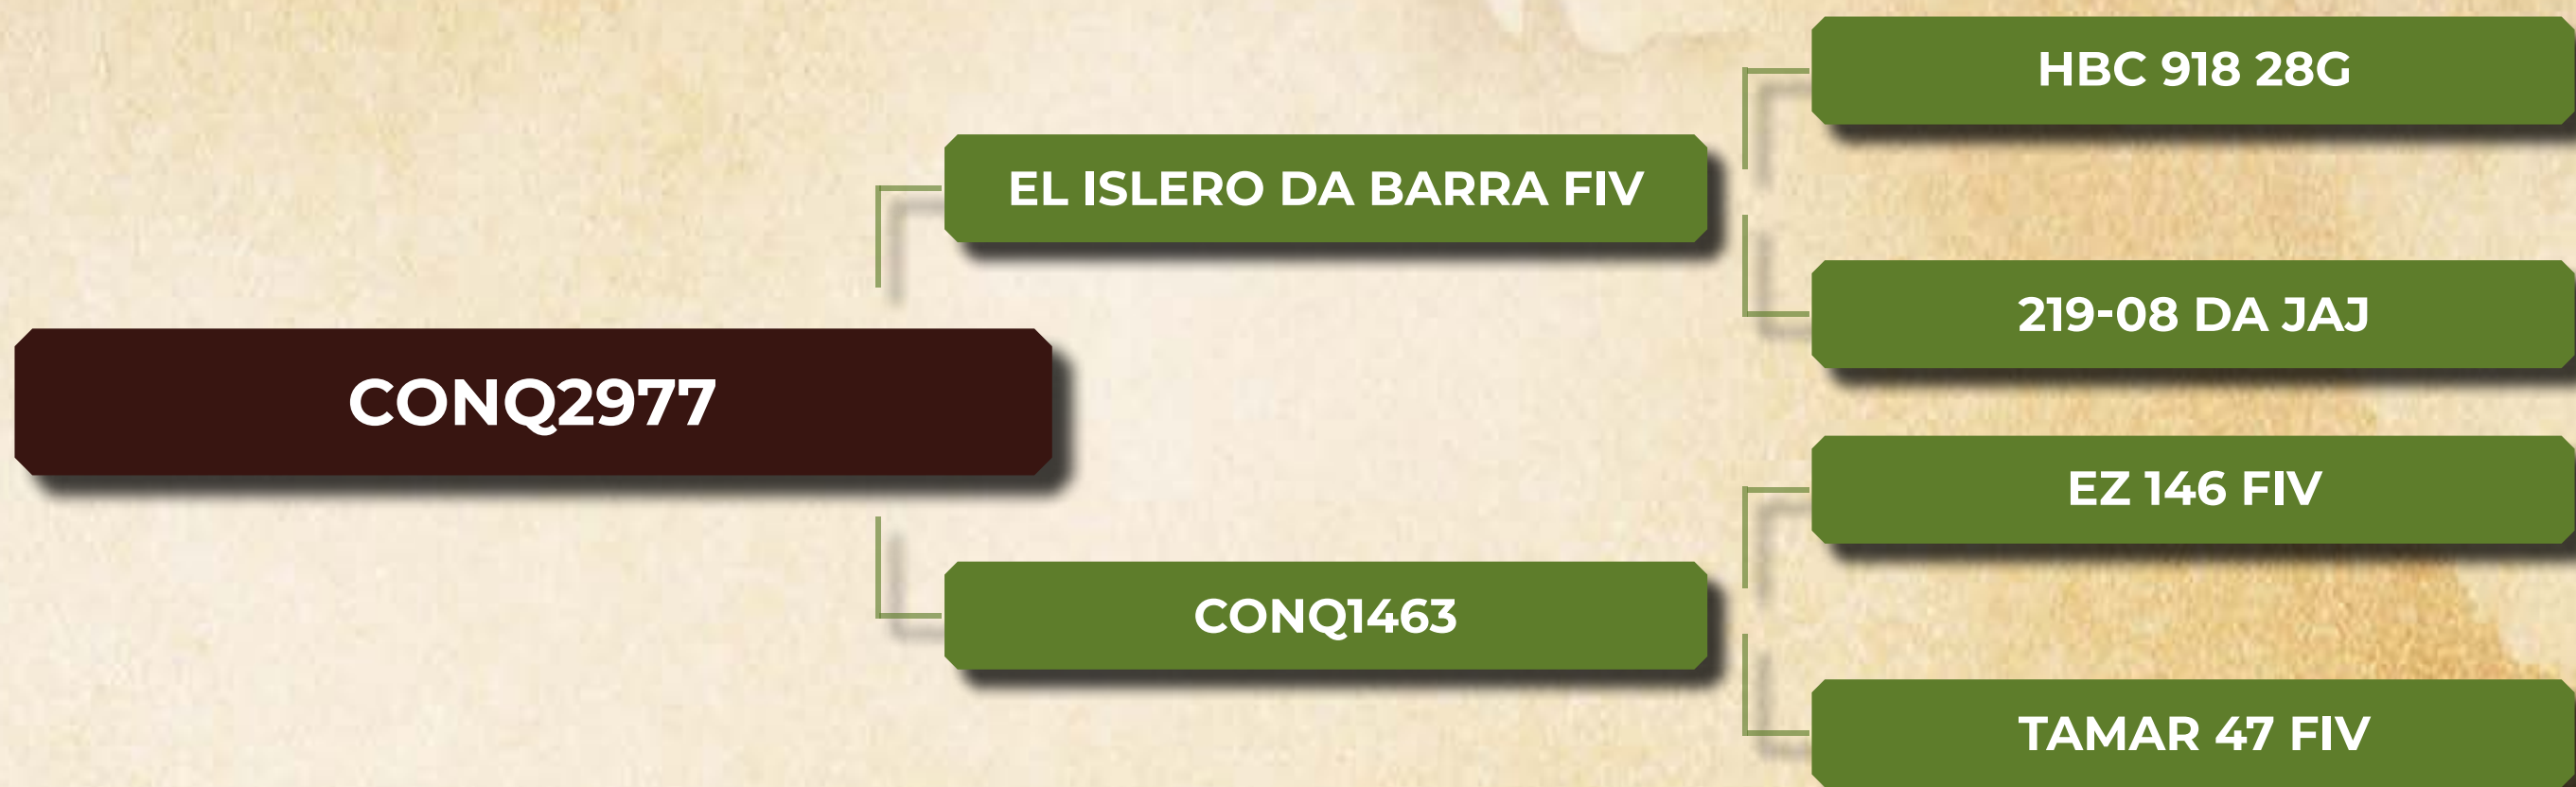 HBC 918 28G
EL ISLERO DA BARRA FIV
219-08 DA JAJ
CONQ2977
EZ 146 FIV
CONQ1463
TAMAR 47 FIV